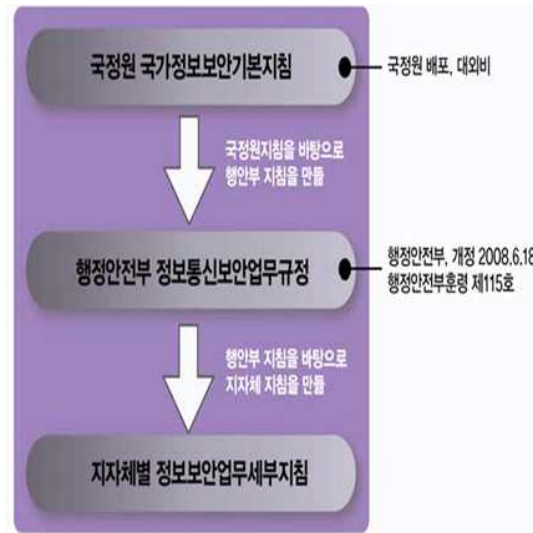 국정원 국가정보보안기본지침
국정원 배포, 대외비
국정원지침을 바탕으로
행안부 지침을 만듦
행정안전부 정보통신보안업무규정
행정안전부, 개정 2008.6.18
행정안전부훈령 제115호
행안부 지침을 바탕으로
지자체 지침을 만듦
지자체별 정보보안업무세부지침